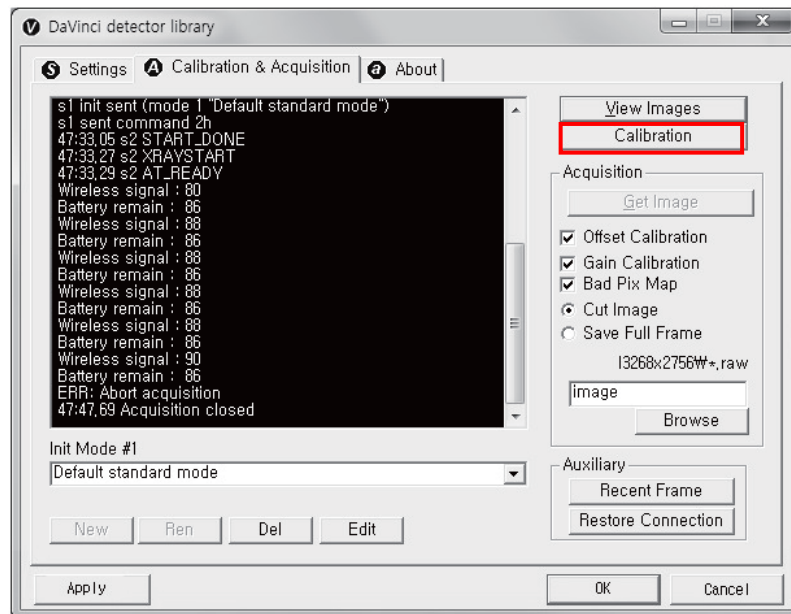 DaVinci detector library
Settings
Calibration & Acquisition
About
s1 init sent (mode 1 "Default standard mode")
s1 sent command 2h
47:33,05 s2 START_DONE
47:33,27 s2 XRAYSTART
47:33,29 s2 AT_READY
Wireless signal : 80
Battery remain : 86
Wireless signal : 88
Battery remain : 86
Wireless signal : 88
Battery remain : 86
Wireless signal : 88
Battery remain : 86
Wireless signal : 88
Battery remain : 86
Wireless signal : 90
Battery remain : 86
ERR: Abort acquisition
47:47,69 Acquisition closed
Init Mode #1
Default standard mode
New
Ren
Del
Edit
View Images
Calibration
Acquisition
Get Image
Offset Calibration
Gain Calibration
Bad Pix Map
Cut Image
Save Full Frame
I3268x2756₩*,raw
image
Browse
Auxiliary
Recent Frame
Restore Connection
Apply
OK
Cancel